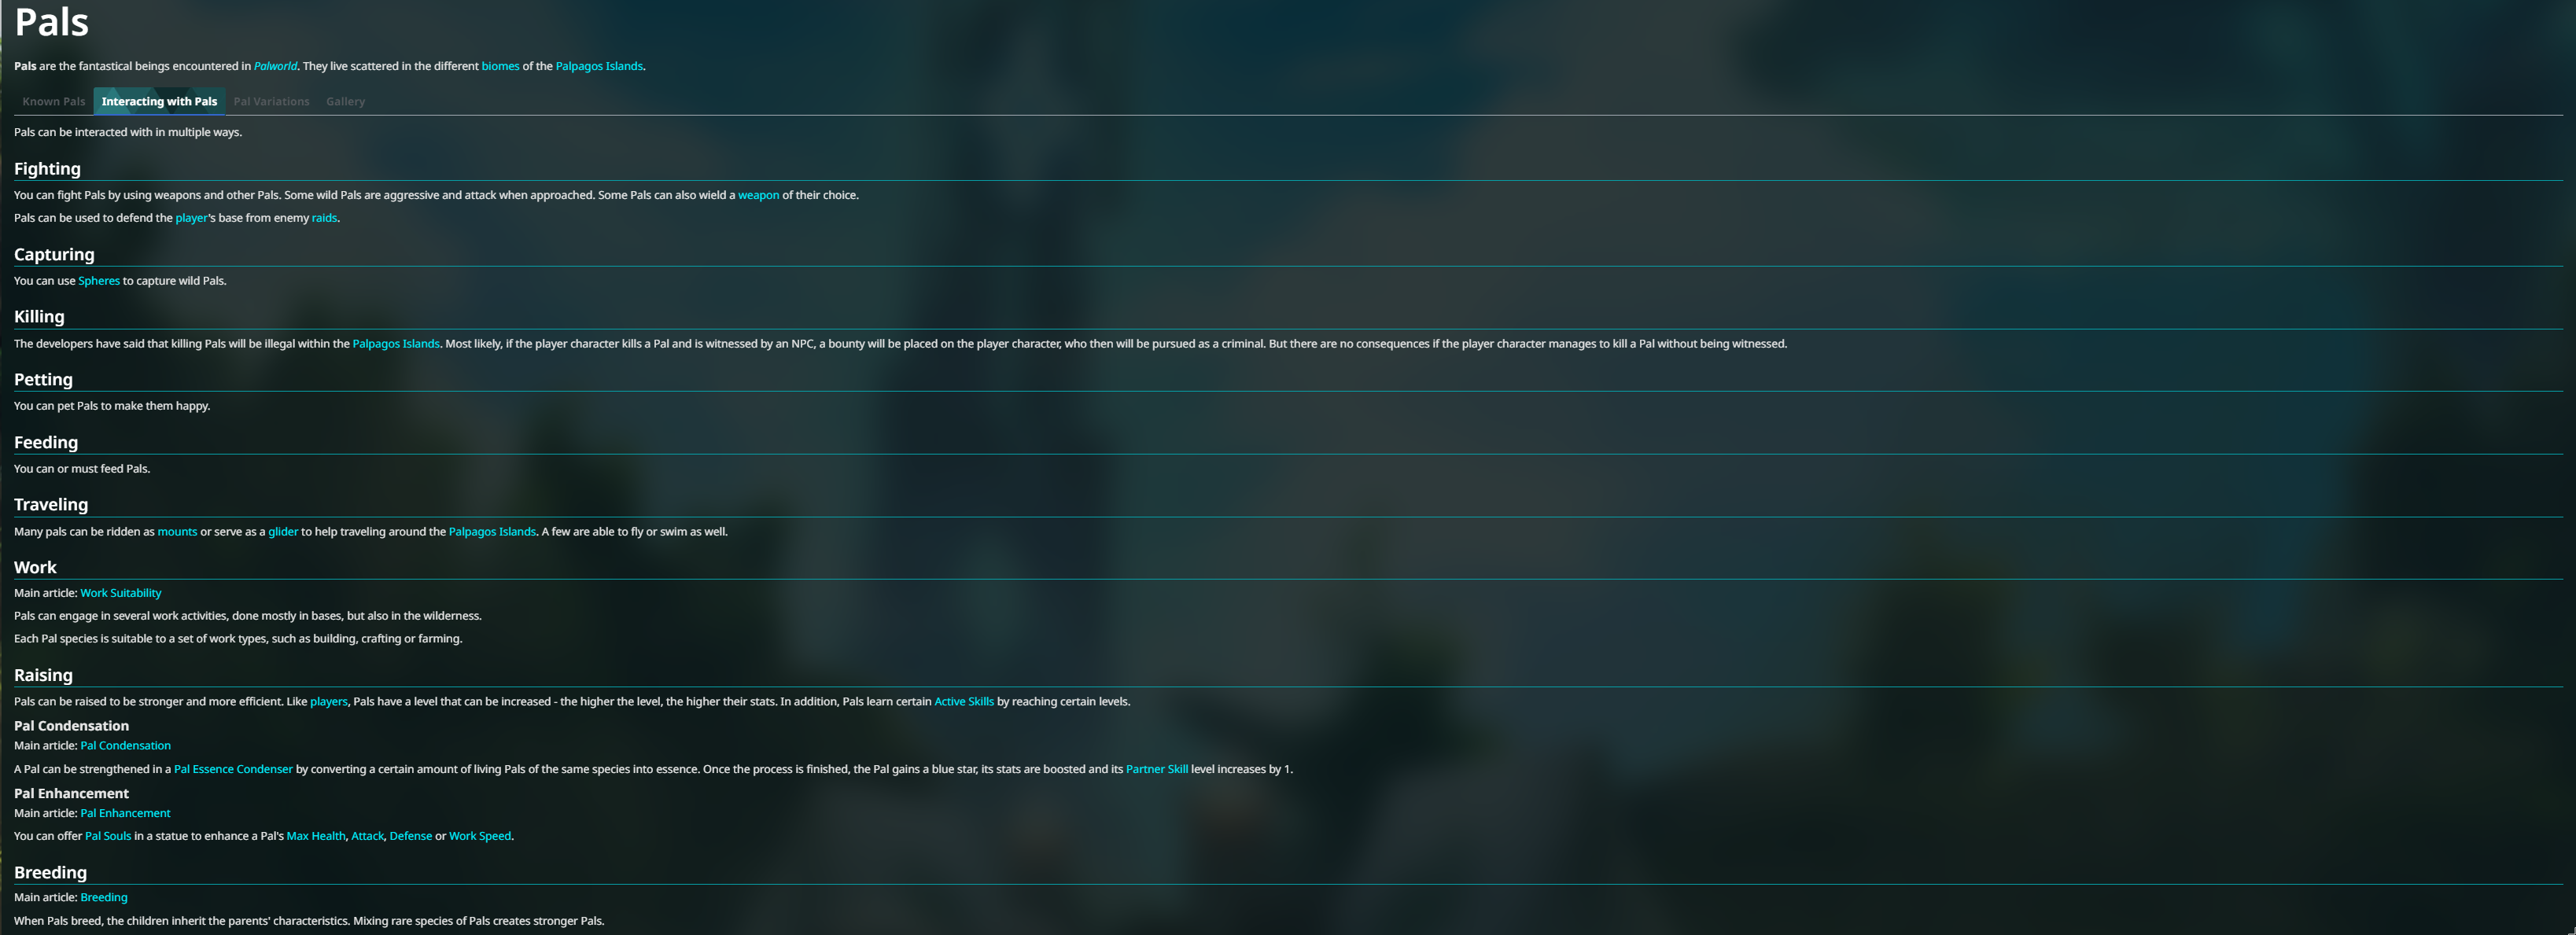 Pals
Pals are the fantastical beings encountered in Palworld. They live scattered in the different biomes of the Palpagos Islands.
Known Pals Interacting with Pals Pal Variations Gallery
Pals can be interacted with in multiple ways.
Fighting
You can fight Pals by using weapons and other Pals. Some wild Pals are aggressive and attack when approached. Some Pals can also wield a weapon of their choice.
Pals can be used to defend the player's base from enemy raids.
Capturing
You can use Spheres to capture wild Pals.
Killing
The developers have said that killing Pals will be illegal within the Palpagos Islands. Most likely, if the player character kills a Pal and is witnessed by an NPC, a bounty will be placed on the player character, who then will be pursued as a criminal. But there are no consequences if the player character manages to kill a Pal without being witnessed.
Petting
You can pet Pals to make them happy.
Feeding
You can or must feed Pals.
Traveling
Many pals can be ridden as mounts or serve as a glider to help traveling around the Palpagos Islands. A few are able to fly or swim as well.
Work
Main article: Work Suitability
Pals can engage in several work activities, done mostly in bases, but also in the wilderness.
Each Pal species is suitable to a set of work types, such as building, crafting or farming.
Raising
Pals can be raised to be stronger and more efficient. Like players, Pals have a level that can be increased - the higher the level, the higher their stats. In addition, Pals learn certain Active Skills by reaching certain levels.
Pal Condensation
Main article: Pal Condensation
A Pal can be strengthened in a Pal Essence Condenser by converting a certain amount of living Pals of the same species into essence. Once the process is finished, the Pal gains a blue star, its stats are boosted and its Partner Skill level increases by 1.
Pal Enhancement
Main article: Pal Enhancement
You can offer Pal Souls in a statue to enhance a Pal's Max Health, Attack, Defense or Work Speed.
Breeding
Main article: Breeding
When Pals breed, the children inherit the parents' characteristics. Mixing rare species of Pals creates stronger Pals.